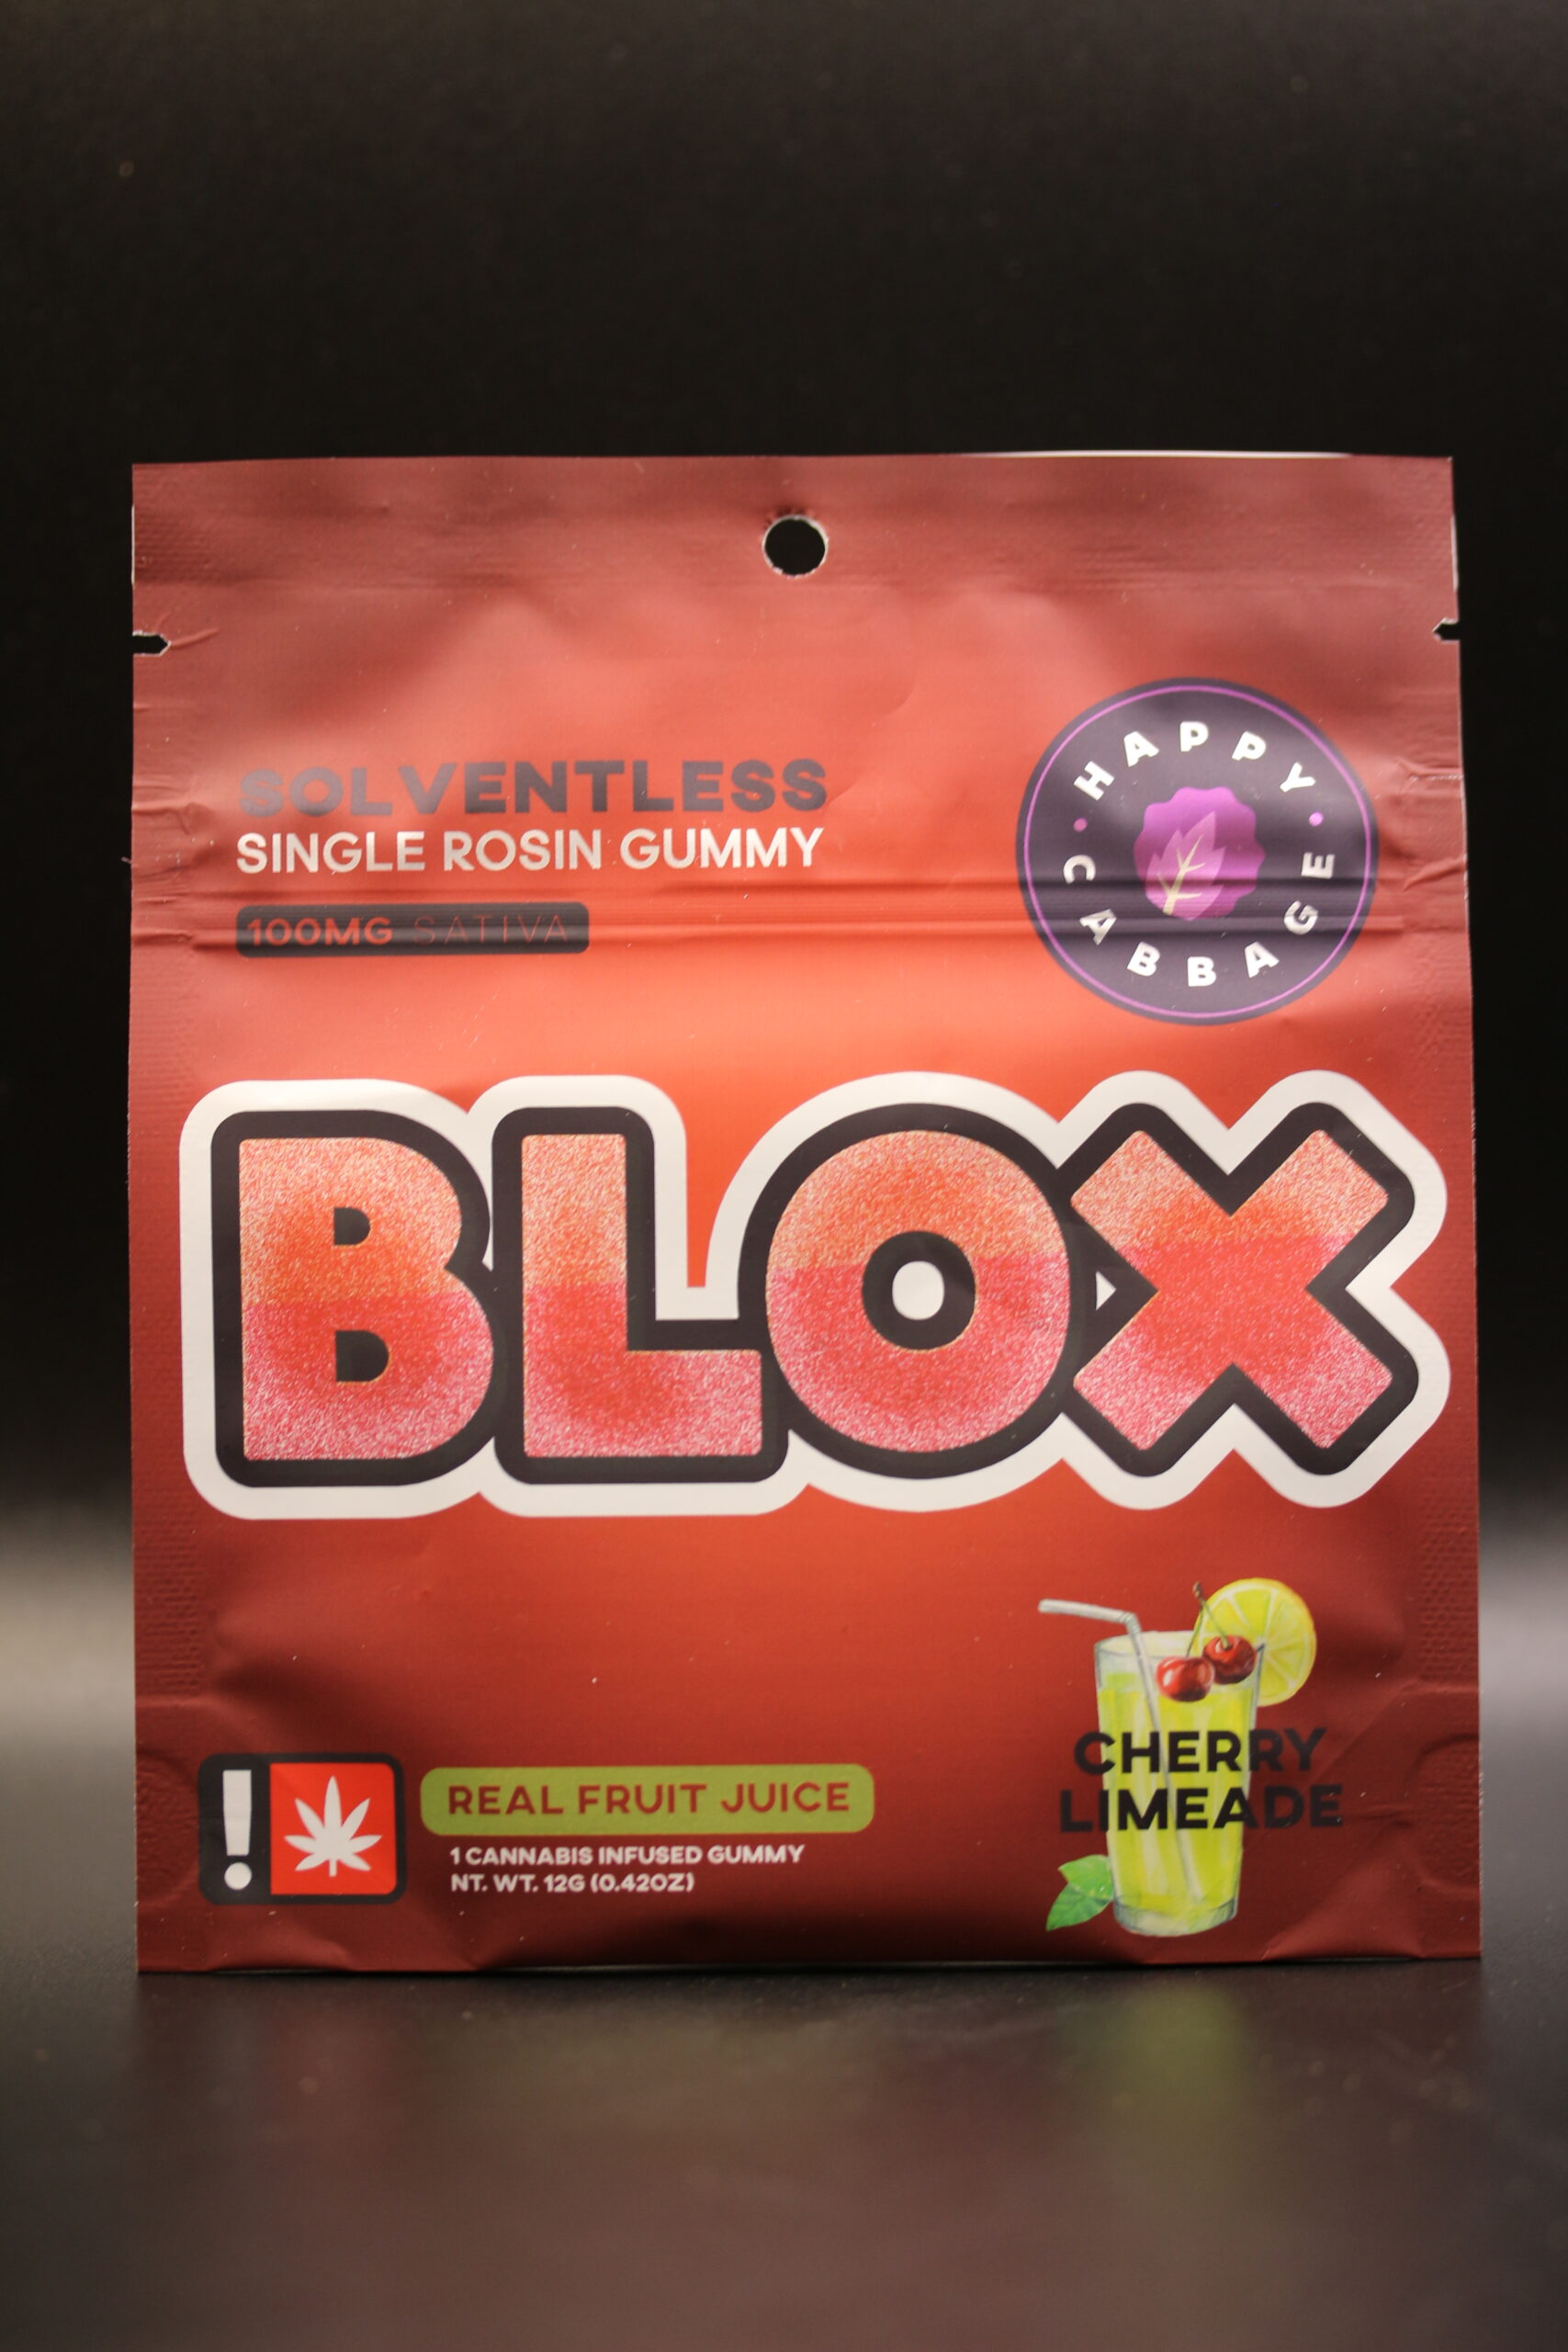 SOLVENTLESS
SINGLE ROSIN GUMMY
100MG SATIVA
HAPPY
CABBAGE
BLOX
CHERRY
LIMEADE
!
REAL FRUIT JUICE
1 CANNABIS INFUSED GUMMY
NT. WT. 12G (0.42OZ)